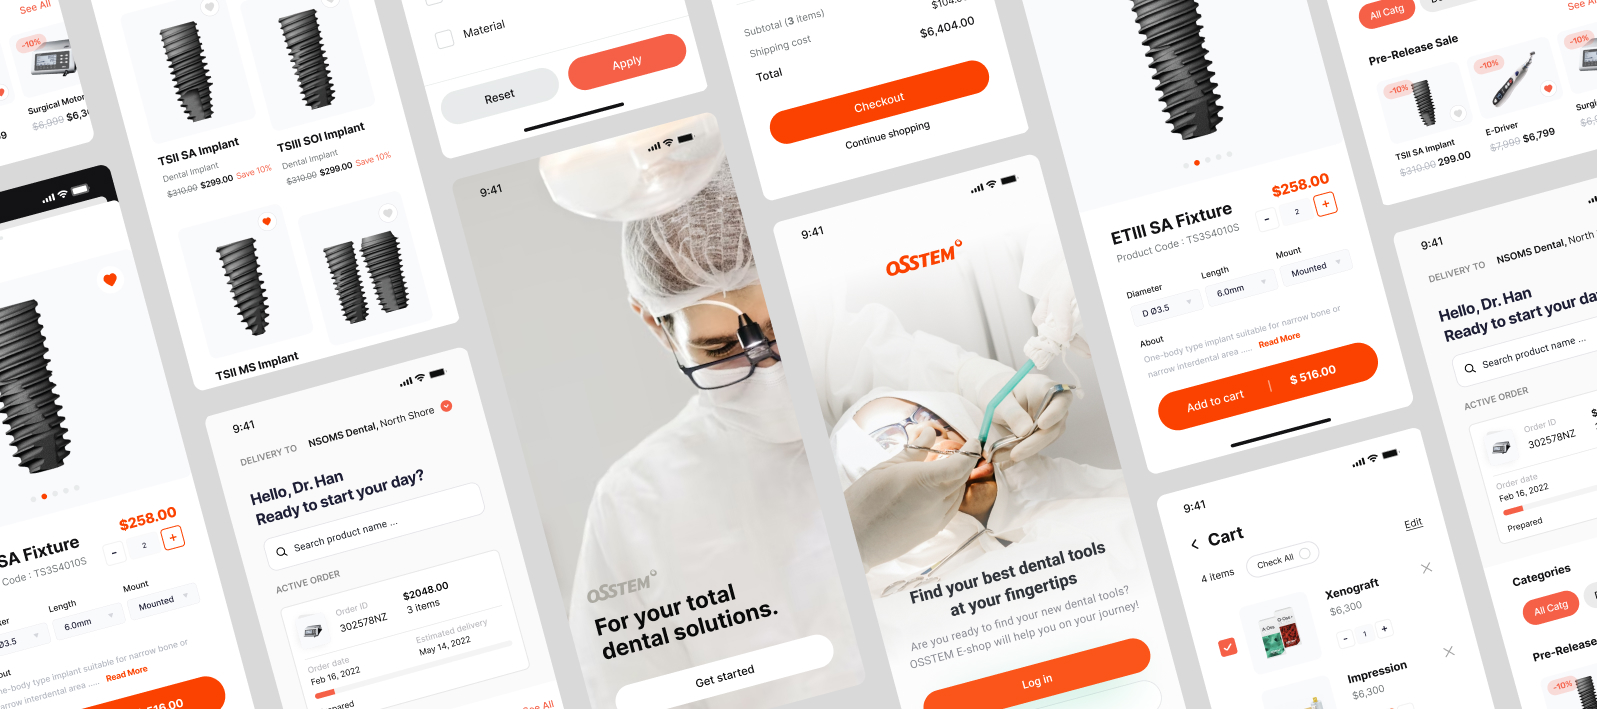 See All
-10%
Surgical Motor
$6,999 $6,3
TSII SA Implant
Dental Implant
$310.00 $299.00 Save 10%
TSIII SOI Implant
Dental Implant
$310.00 $299.00 Save 10%
TSII MS Implant
$258.00
SA Fixture
Code : TS3S4010S
- 2 +
Length
Mount
Ø3.5
6.0mm
Mounted
One-body type implant suitable for narrow bone or
narrow interdental area ..... Read More
516.00
9:41
DELIVERY TO NSOMS Dental, North Shore
Hello, Dr. Han
Ready to start your day?
Search product name ...
ACTIVE ORDER
Order ID
302578NZ
$2048.00
3 items
Order date
Feb 16, 2022
Estimated delivery
May 14, 2022
See All
Material
Reset
Apply
9:41
OSSTEM
For your total
dental solutions.
Get started
Subtotal (3 items)
Shipping cost
$6,404.00
Total
Checkout
Continue shopping
9:41
OSSTEM
Find your best dental tools
at your fingertips
Are you ready to find your new dental tools?
OSSTEM E-shop will help you on your journey!
Log in
$258.00
ETIII SA Fixture
Product Code : TS3S4010S
- 2 +
Diameter
Length
Mount
D Ø3.5
6.0mm
Mounted
About
One-body type implant suitable for narrow bone or
narrow interdental area ..... Read More
Add to cart | $ 516.00
9:41
Cart
Edit
4 items
Check All
Xenograft
$6,300
- 1 +
Impression
$6,300
All Catg
See All
Pre-Release Sale
-10%
TSII SA Implant
$310.00 299.00
-10%
E-Driver
$7,999 $6,799
-10%
9:41
DELIVERY TO NSOMS Dental, North
Hello, Dr. Han
Ready to start your day
Search product name ...
ACTIVE ORDER
Order ID
302578NZ
Order date
Feb 16, 2022
Prepared
Categories
All Catg
Pre-Release
-10%